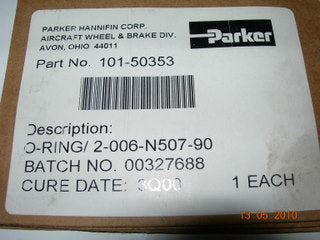 PARKER HANNIFIN CORP.
AIRCRAFT WHEEL & BRAKE DIV.
AVON, OHIO 44011
Parker
Part No. 101-50353
Description:
O-RING/ 2-006-N507-90
BATCH NO. 00327688
CURE DATE: 3Q00 1 EACH
13 05 2010